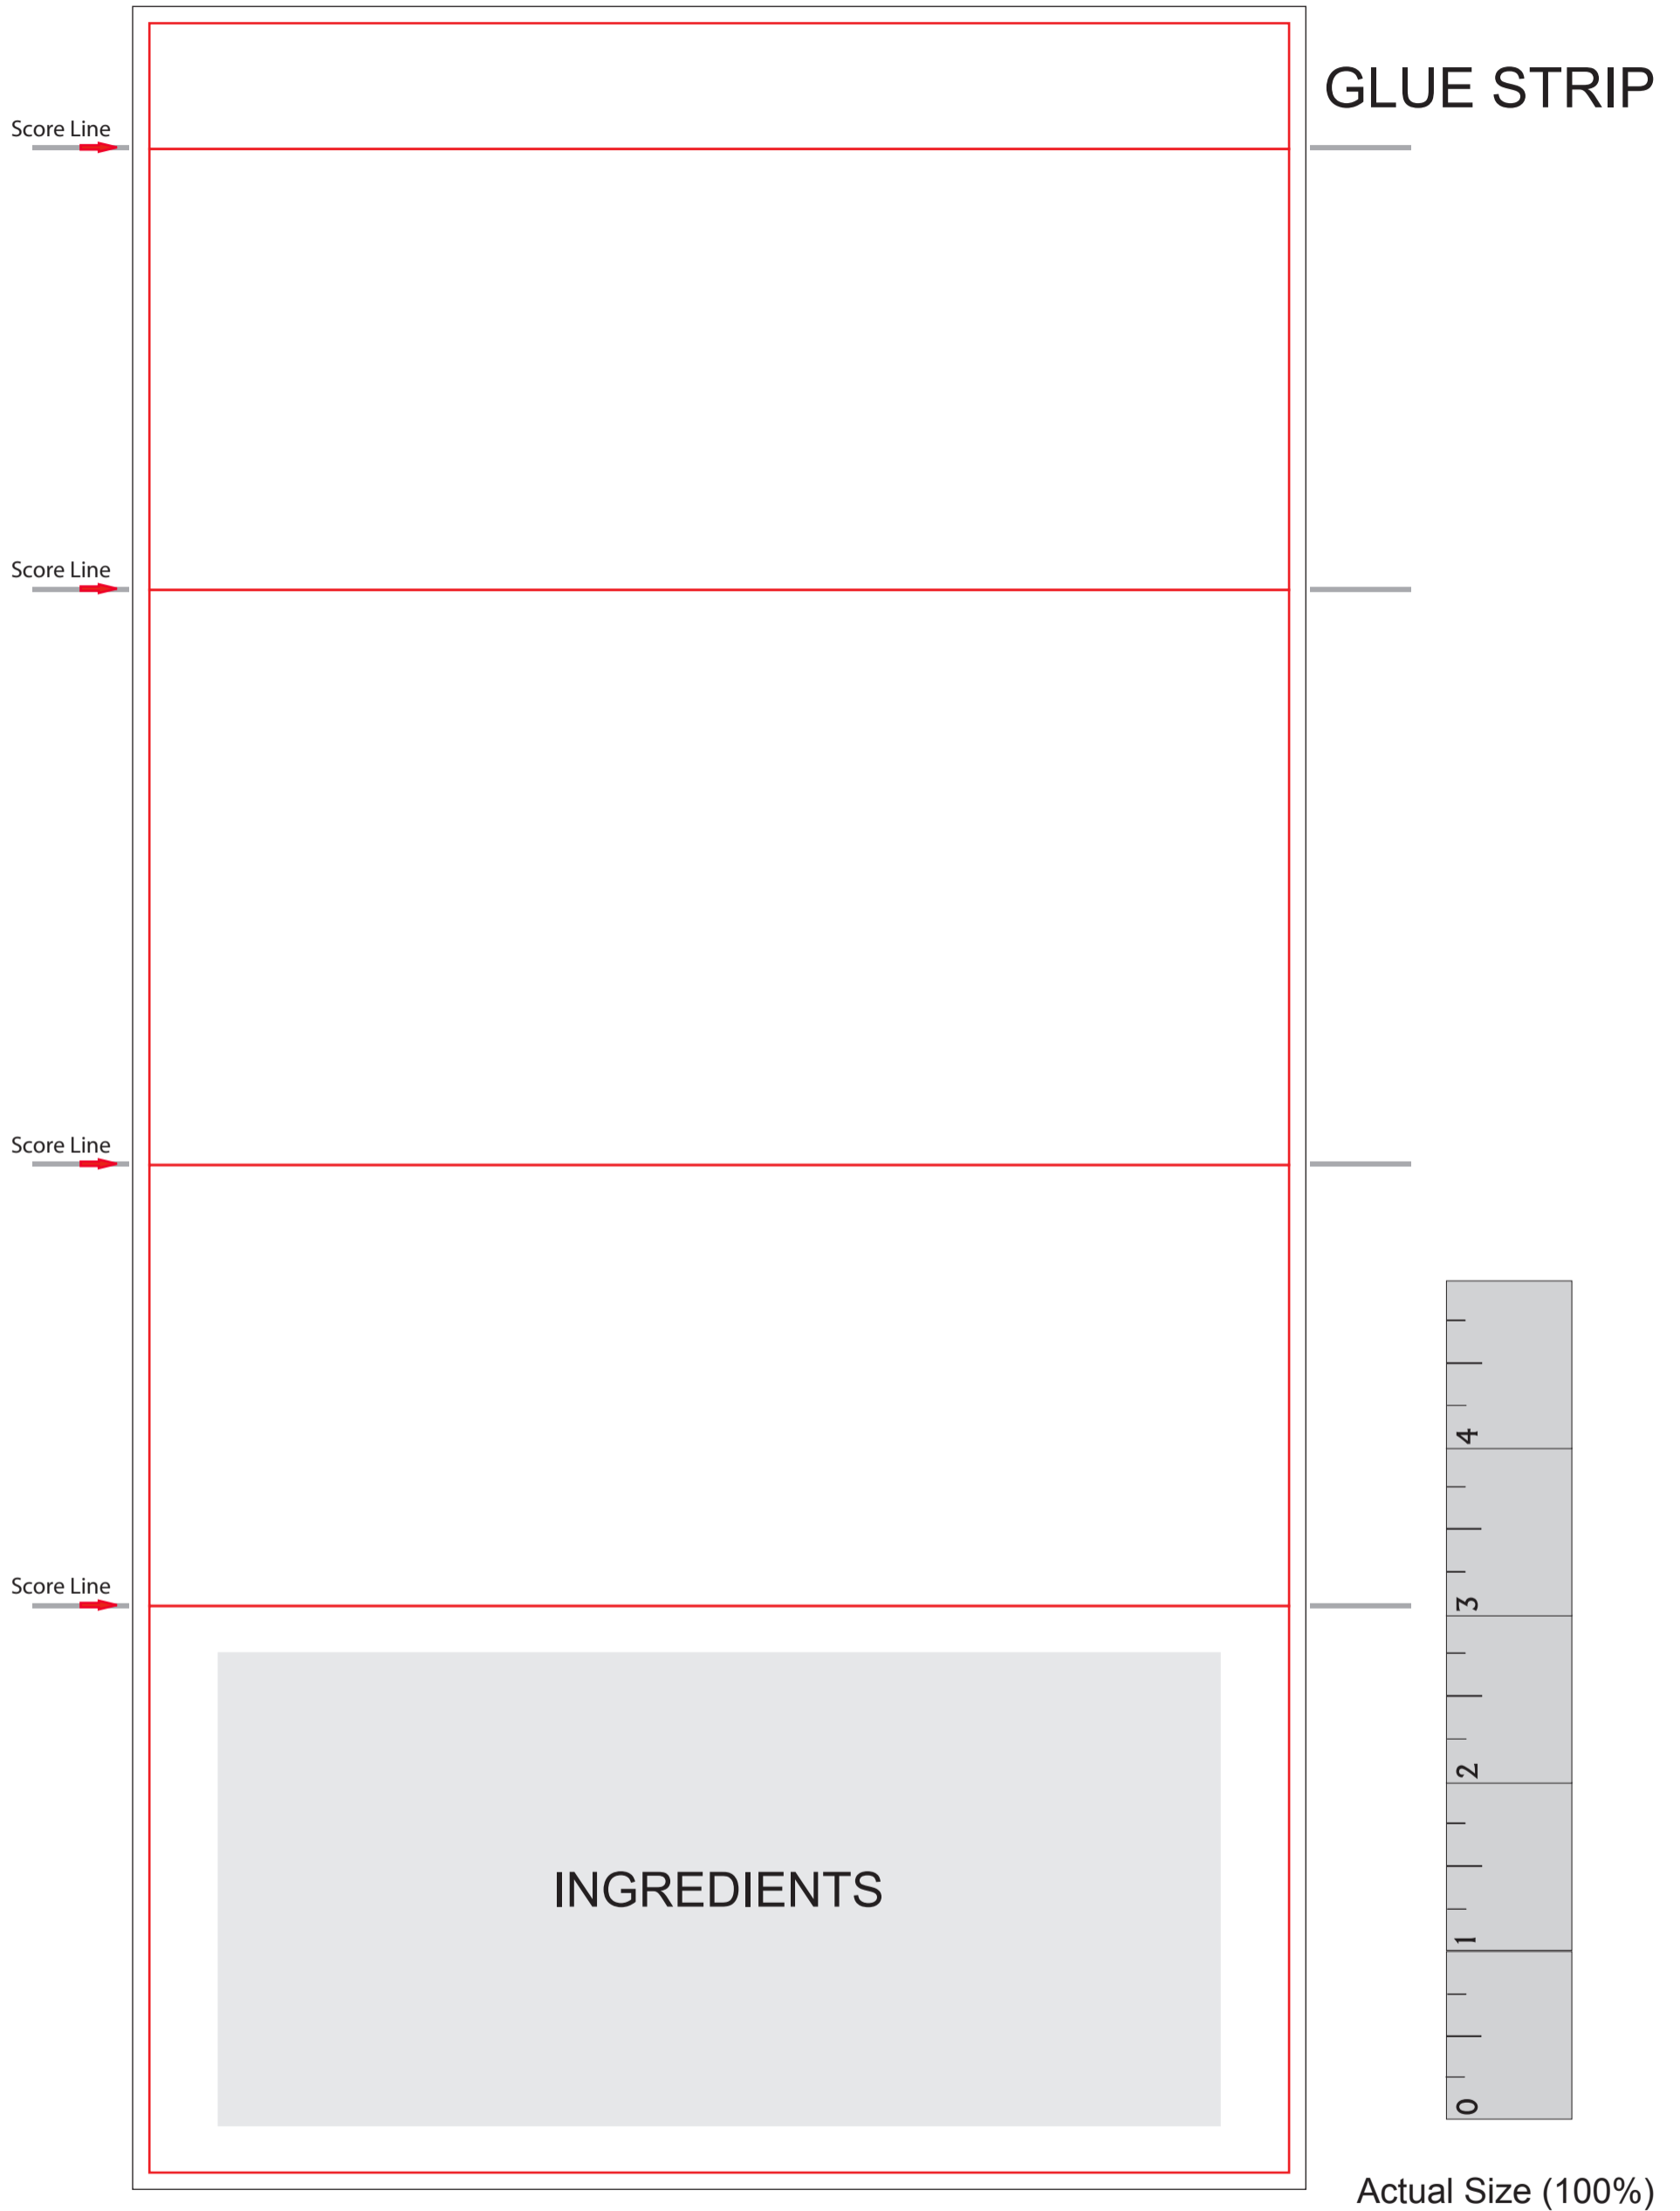 GLUE STRIP
Score Line
Score Line
Score Line
Score Line
4
3
2
1
0
INGREDIENTS
Actual Size (100%)